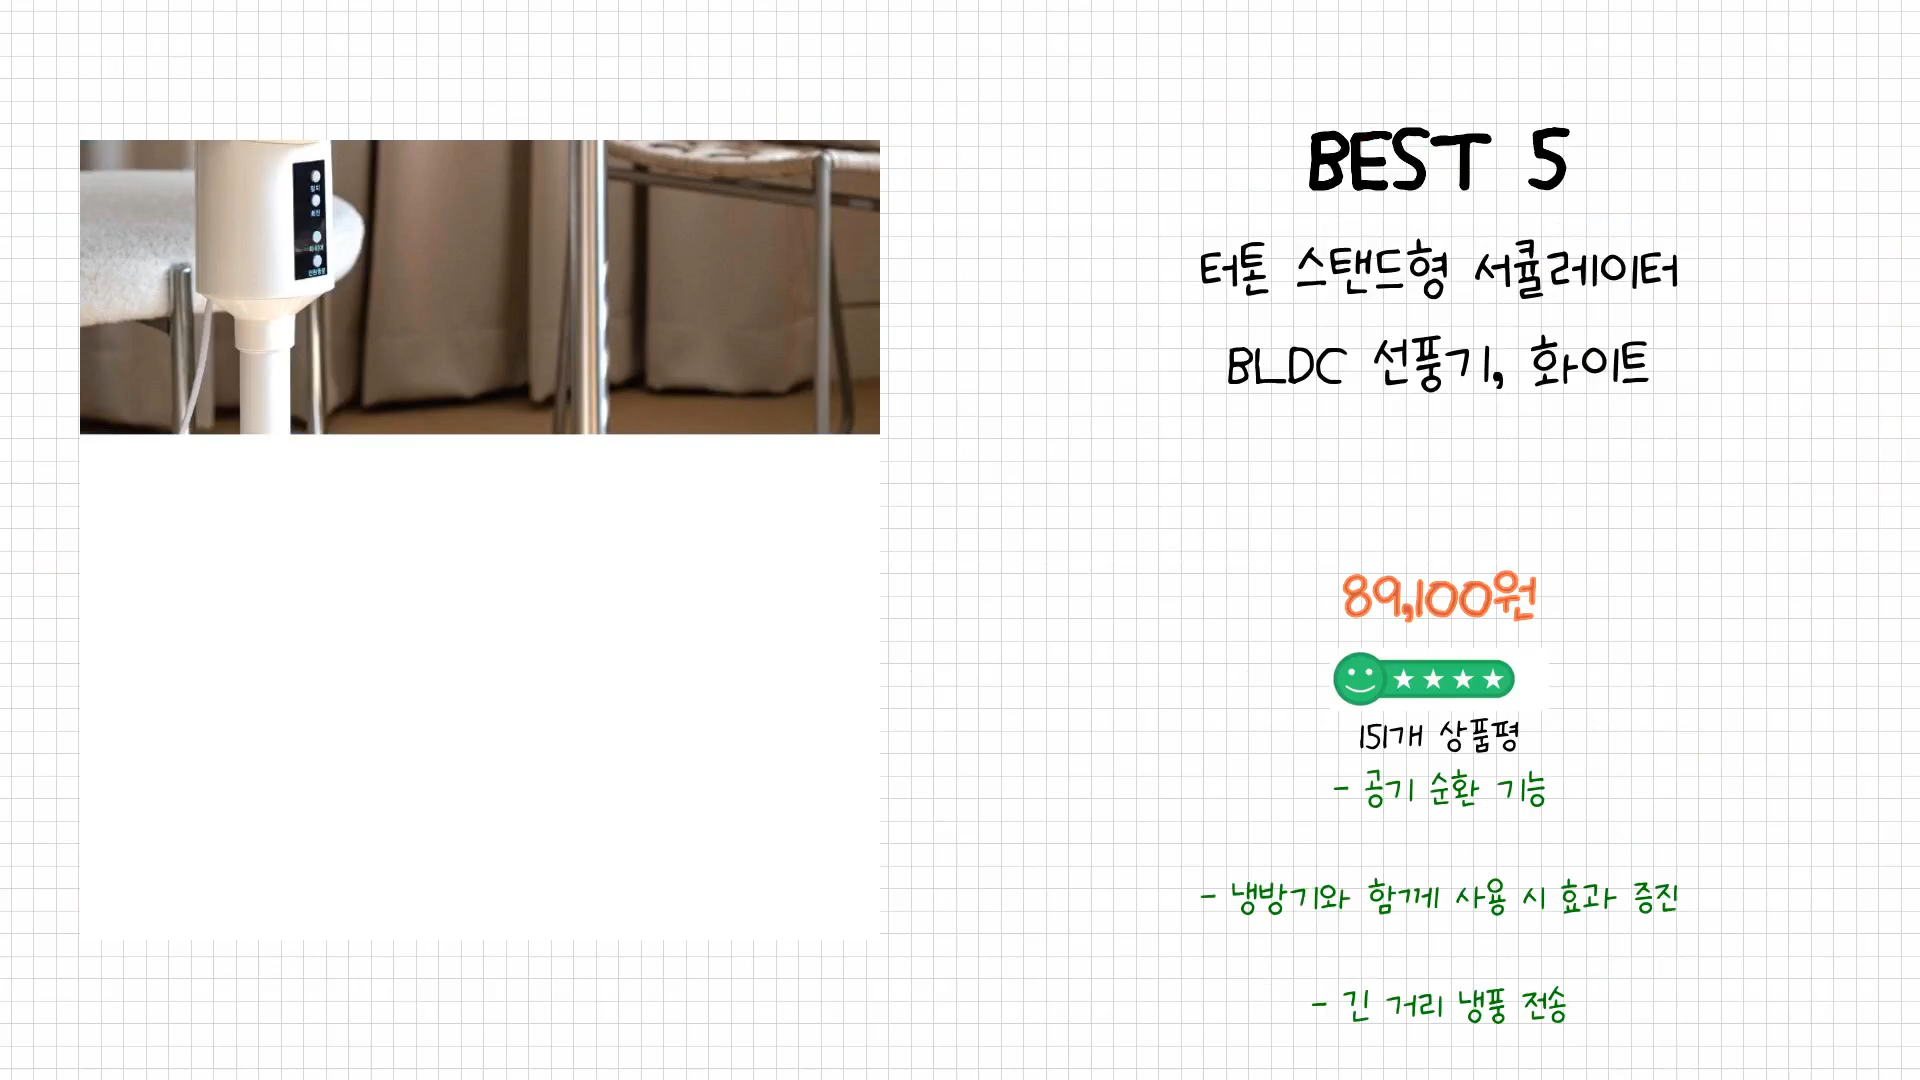 BEST 5
터톤 스탠드형 서큘레이터
BLDC 선풍기, 화이트
89,100원
151개 상품평
- 공기 순환 기능
- 냉방기와 함께 사용 시 효과 증진
- 긴 거리 냉풍 전송